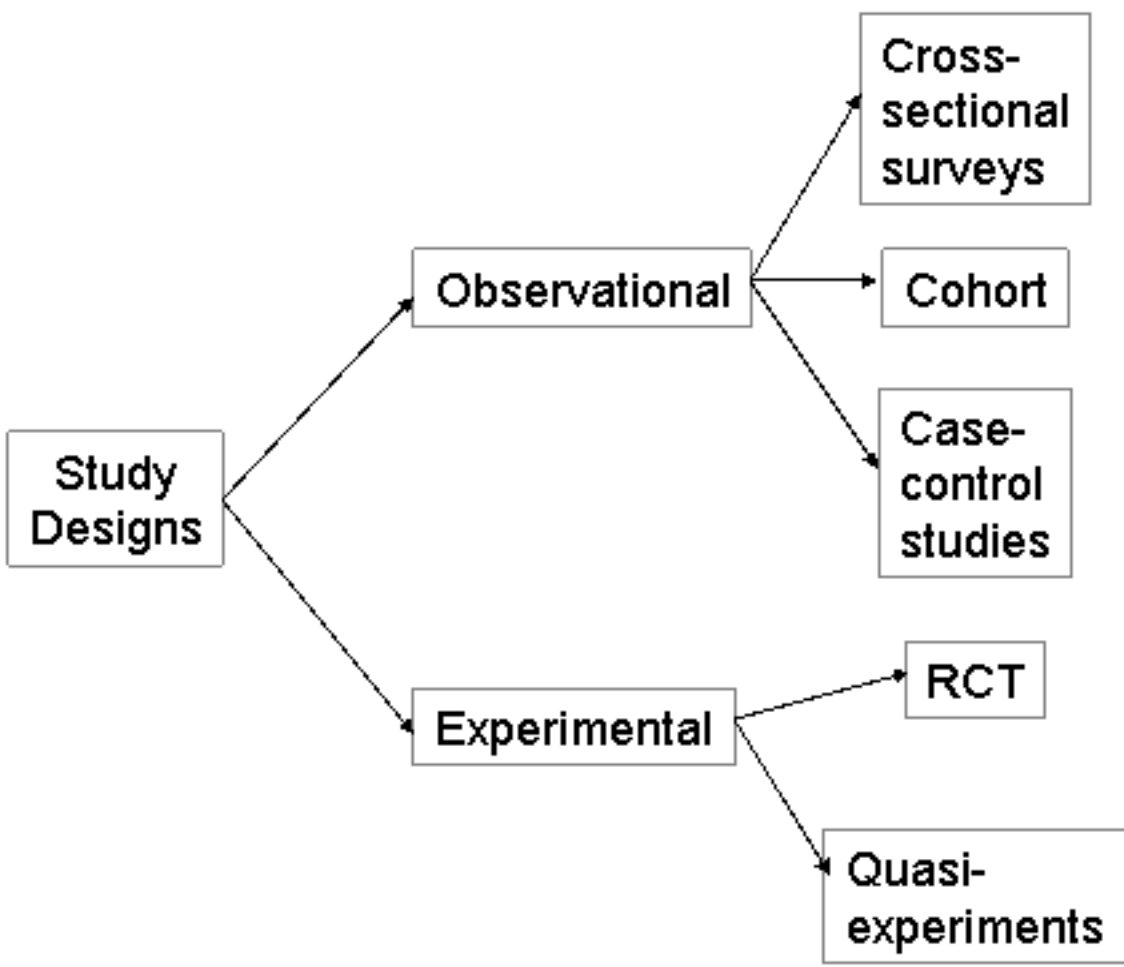 Study
Designs
Observational
Cross-
sectional
surveys
Cohort
Case-
control
studies
Experimental
RCT
Quasi-
experiments